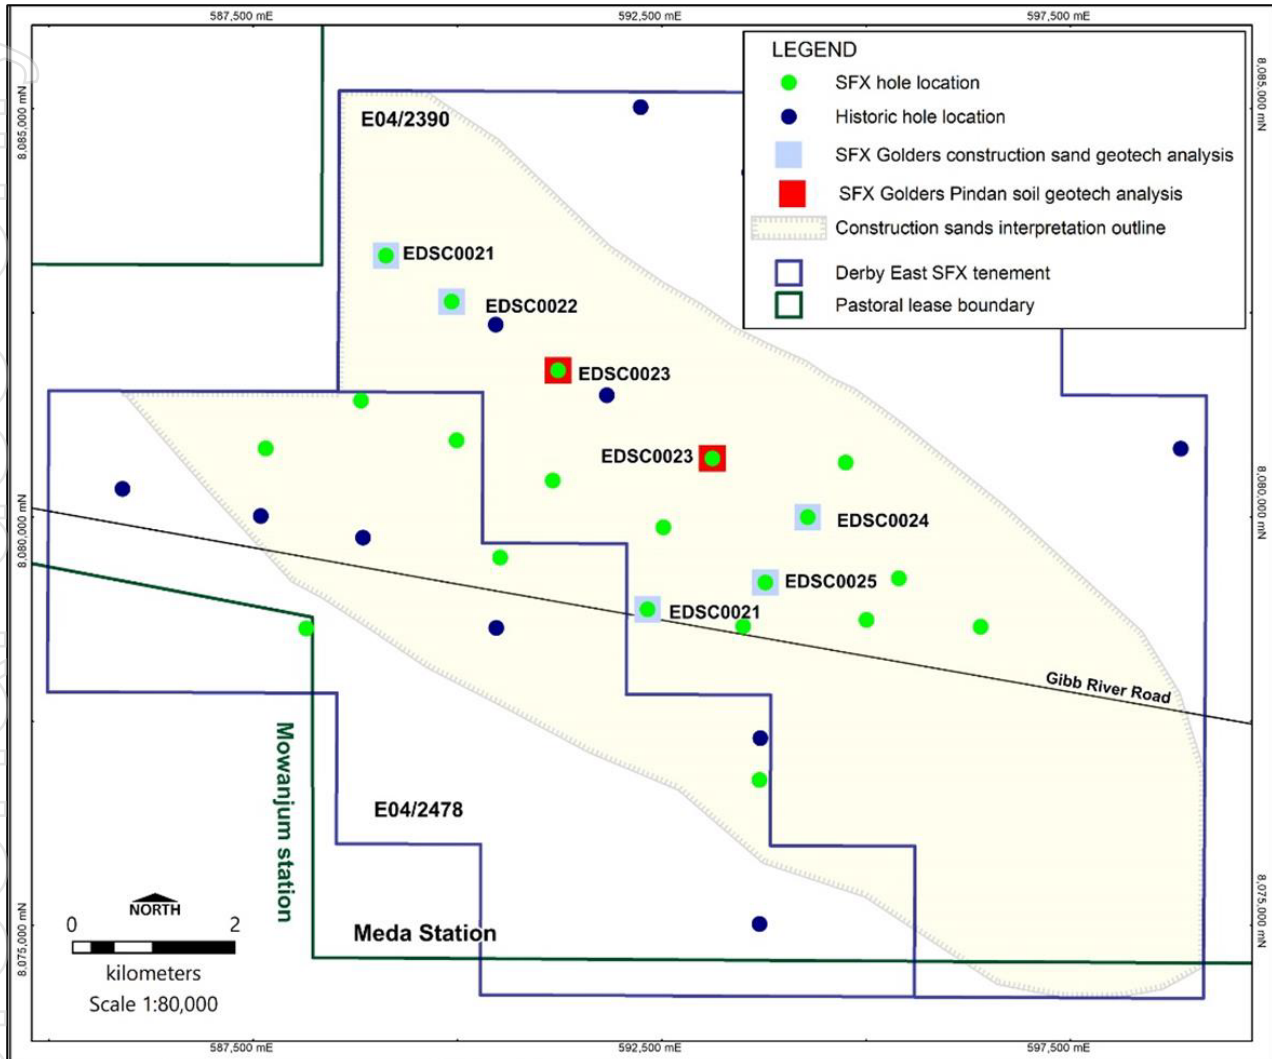 587,500 mE
592,500 mE
597,500 mE
LEGEND
SFX hole location
Historic hole location
SFX Golders construction sand geotech analysis
SFX Golders Pindan soil geotech analysis
Construction sands interpretation outline
Derby East SFX tenement
Pastoral lease boundary
8,085,000 mN
8,085,000 mN
E04/2390
EDSC0021
EDSC0022
EDSC0023
EDSC0023
EDSC0024
8,080,000 mN
8,080,000 mN
EDSC0025
EDSC0021
Gibb River Road
Mowanjum station
E04/2478
NORTH
0 2
kilometers
Scale 1:80,000
Meda Station
8,075,000 mN
8,075,000 mN
587,500 mE
592,500 mE
597,500 mE